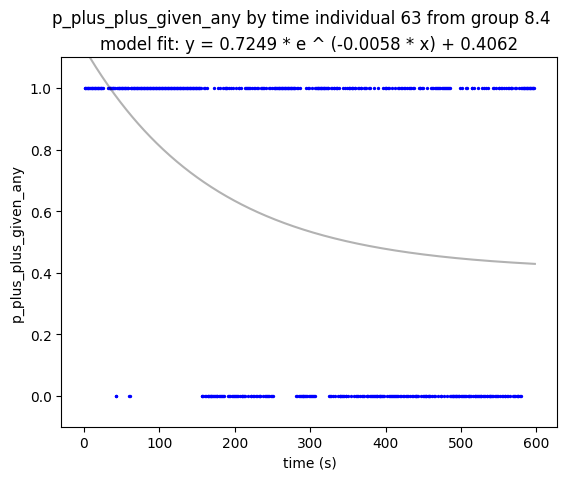 p_plus_plus_given_any by time individual 63 from group 8.4
model fit: y = 0.7249 * e ^ (-0.0058 * x) + 0.4062
1.0
0.8
0.6
0.4
0.2
0.0
p_plus_plus_given_any
0 100 200 300 400 500 600
time (s)